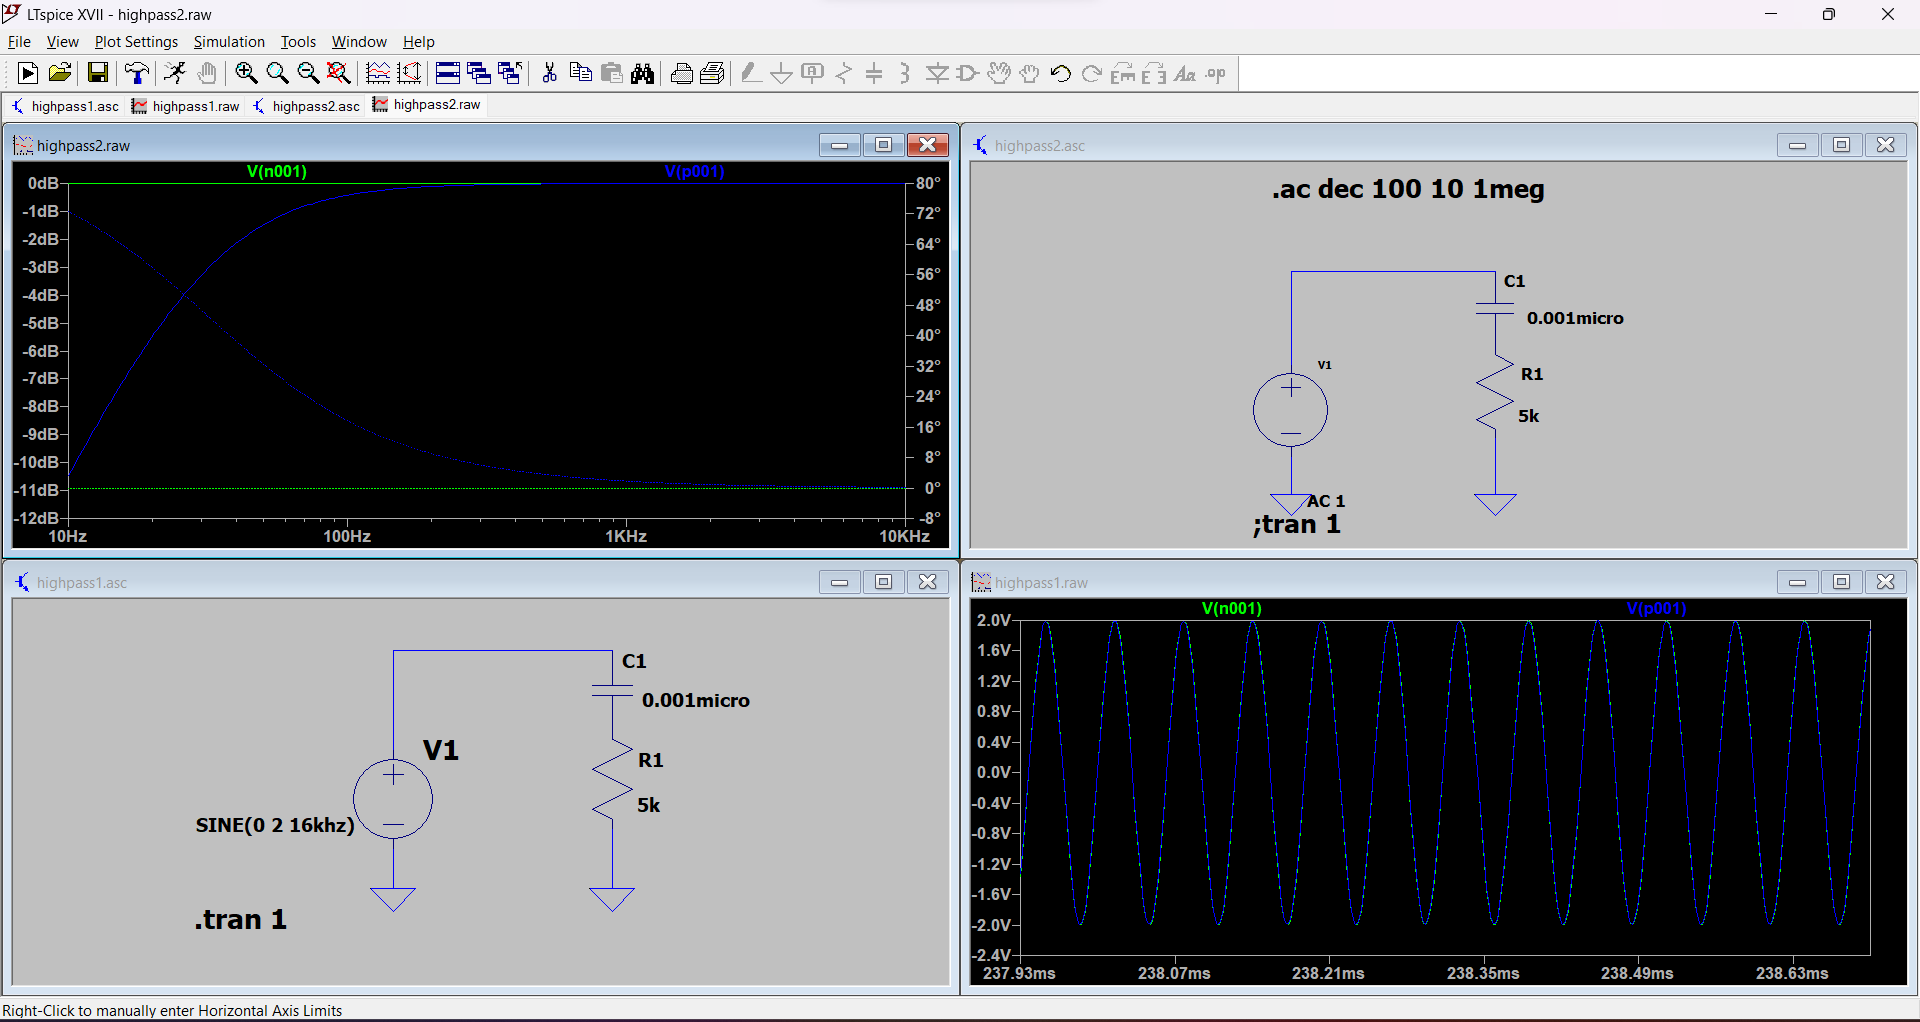 LTspice XVII - highpass2.raw
File View Plot Settings Simulation Tools Window Help
highpass1.asc highpass1.raw highpass2.asc highpass2.raw
highpass2.raw
V(n001) V(p001)
0dB
-1dB
-2dB
-3dB
-4dB
-5dB
-6dB
-7dB
-8dB
-9dB
-10dB
-11dB
-12dB
80°
72°
64°
56°
48°
40°
32°
24°
16°
8°
0°
-8°
10Hz 100Hz 1KHz 10KHz
highpass2.asc
.ac dec 100 10 1meg
C1
0.001micro
V1
R1
5k
AC 1
;tran 1
highpass1.asc
C1
0.001micro
V1
R1
5k
SINE(0 2 16khz)
.tran 1
highpass1.raw
V(n001) V(p001)
2.0V
1.6V
1.2V
0.8V
0.4V
0.0V
-0.4V
-0.8V
-1.2V
-1.6V
-2.0V
-2.4V
237.93ms 238.07ms 238.21ms 238.35ms 238.49ms 238.63ms
Right-Click to manually enter Horizontal Axis Limits